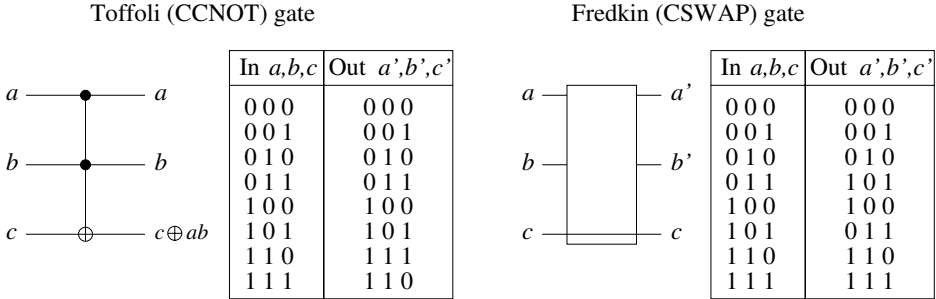 Toffoli (CCNOT) gate
a a
b b
c c⊕ab
In a,b,c Out a’,b’,c’
0 0 0 0 0 0
0 0 1 0 0 1
0 1 0 0 1 0
0 1 1 0 1 1
1 0 0 1 0 0
1 0 1 1 0 1
1 1 0 1 1 1
1 1 1 1 1 0
Fredkin (CSWAP) gate
a a’
b b’
c c
In a,b,c Out a’,b’,c’
0 0 0 0 0 0
0 0 1 0 0 1
0 1 0 0 1 0
0 1 1 1 0 1
1 0 0 1 0 0
1 0 1 0 1 1
1 1 0 1 1 0
1 1 1 1 1 1